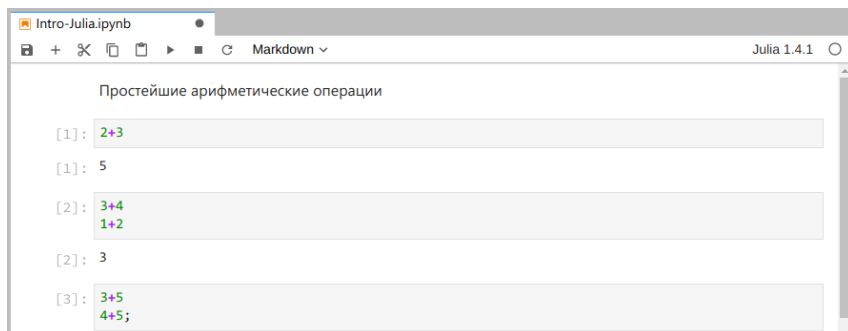 Intro-Julia.ipynb
Markdown Julia 1.4.1
Простейшие арифметические операции
[1]: 2+3
[1]: 5
[2]: 3+4
1+2
[2]: 3
[3]: 3+5
4+5;